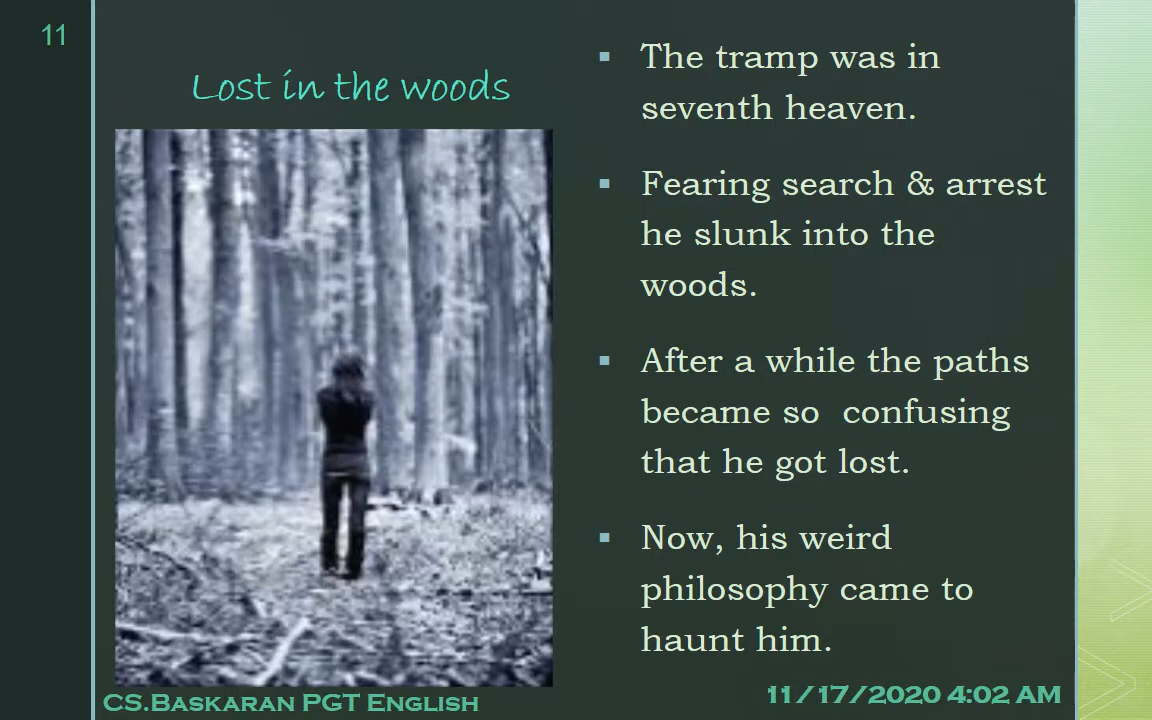 11
Lost in the woods
▪ The tramp was in
seventh heaven.
▪ Fearing search & arrest
he slunk into the
woods.
▪ After a while the paths
became so confusing
that he got lost.
▪ Now, his weird
philosophy came to
haunt him.
CS.Baskaran PGT English
11/17/2020 4:02 AM